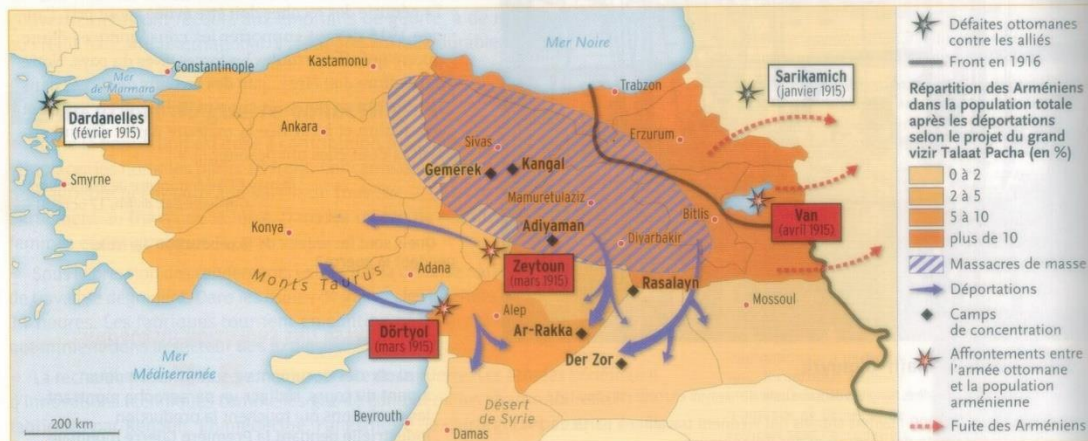 Mer Noire
Mer
de Marmara
Constantinople
Kastamonu
Trabzon
Sarikamich
(janvier 1915)
Dardanelles
(février 1915)
Ankara
Sivas
Erzurum
Gemerek
Kangal
Smyrne
Mamuretülaziz
Bitlis
Van
(avril 1915)
Konya
Adiyaman
Diyarbakir
Monts Taurus
Adana
Zeytoun
(mars 1915)
Rasalayn
Mossoul
Dörtyol
(mars 1915)
Alep
Ar-Rakka
Der Zor
Mer
Méditerranée
Désert
de Syrie
Beyrouth
Damas
200 km
Défaites ottomanes
contre les alliés
Front en 1916
Répartition des Arméniens
dans la population totale
après les déportations
selon le projet du grand
vizir Talaat Pacha (en %)
0 à 2
2 à 5
5 à 10
plus de 10
Massacres de masse
Déportations
Camps
de concentration
Affrontements entre
l'armée ottomane
et la population
arménienne
Fuite des Arméniens